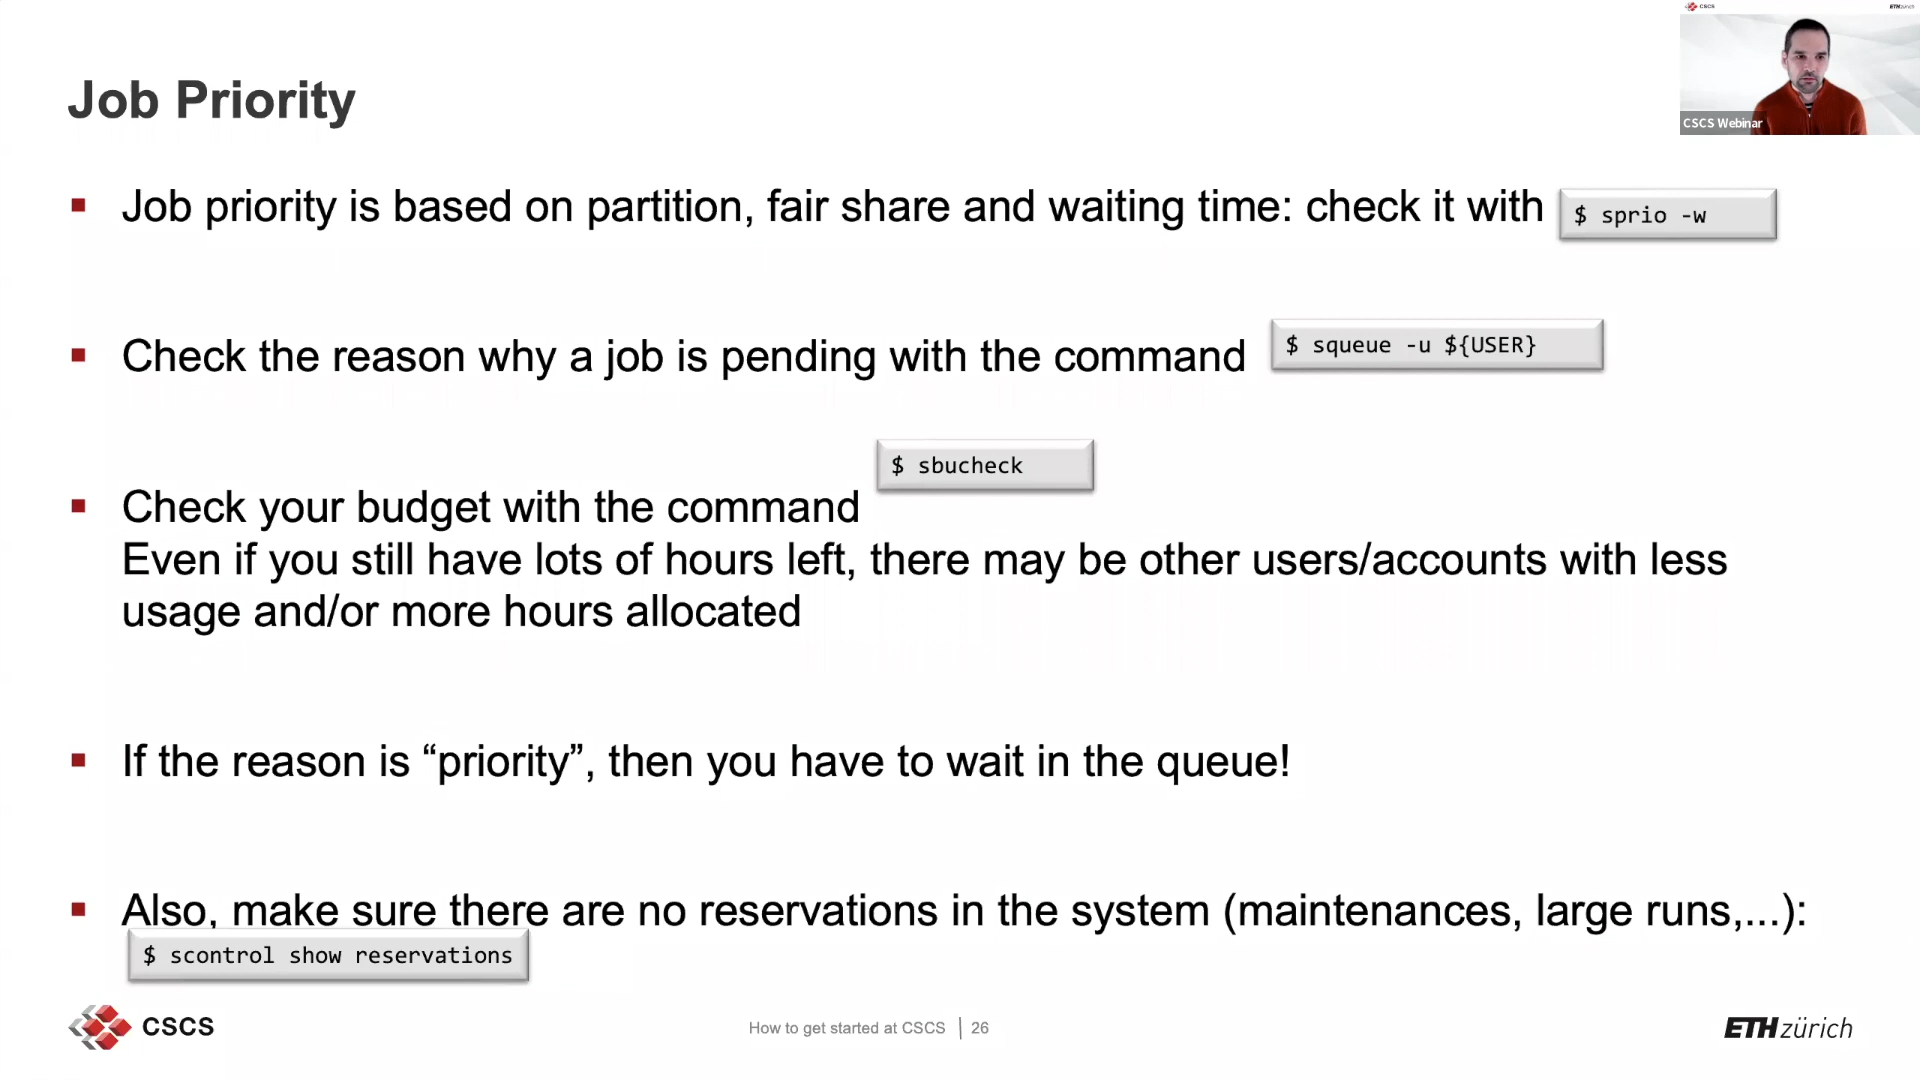 CSCS
ETH zürich
CSCS Webinar
Job Priority
Job priority is based on partition, fair share and waiting time: check it with
$ sprio -w
Check the reason why a job is pending with the command
$ squeue -u ${USER}
$ sbucheck
Check your budget with the command
Even if you still have lots of hours left, there may be other users/accounts with less
usage and/or more hours allocated
If the reason is “priority”, then you have to wait in the queue!
Also, make sure there are no reservations in the system (maintenances, large runs,...):
$ scontrol show reservations
CSCS
How to get started at CSCS | 26
ETH zürich